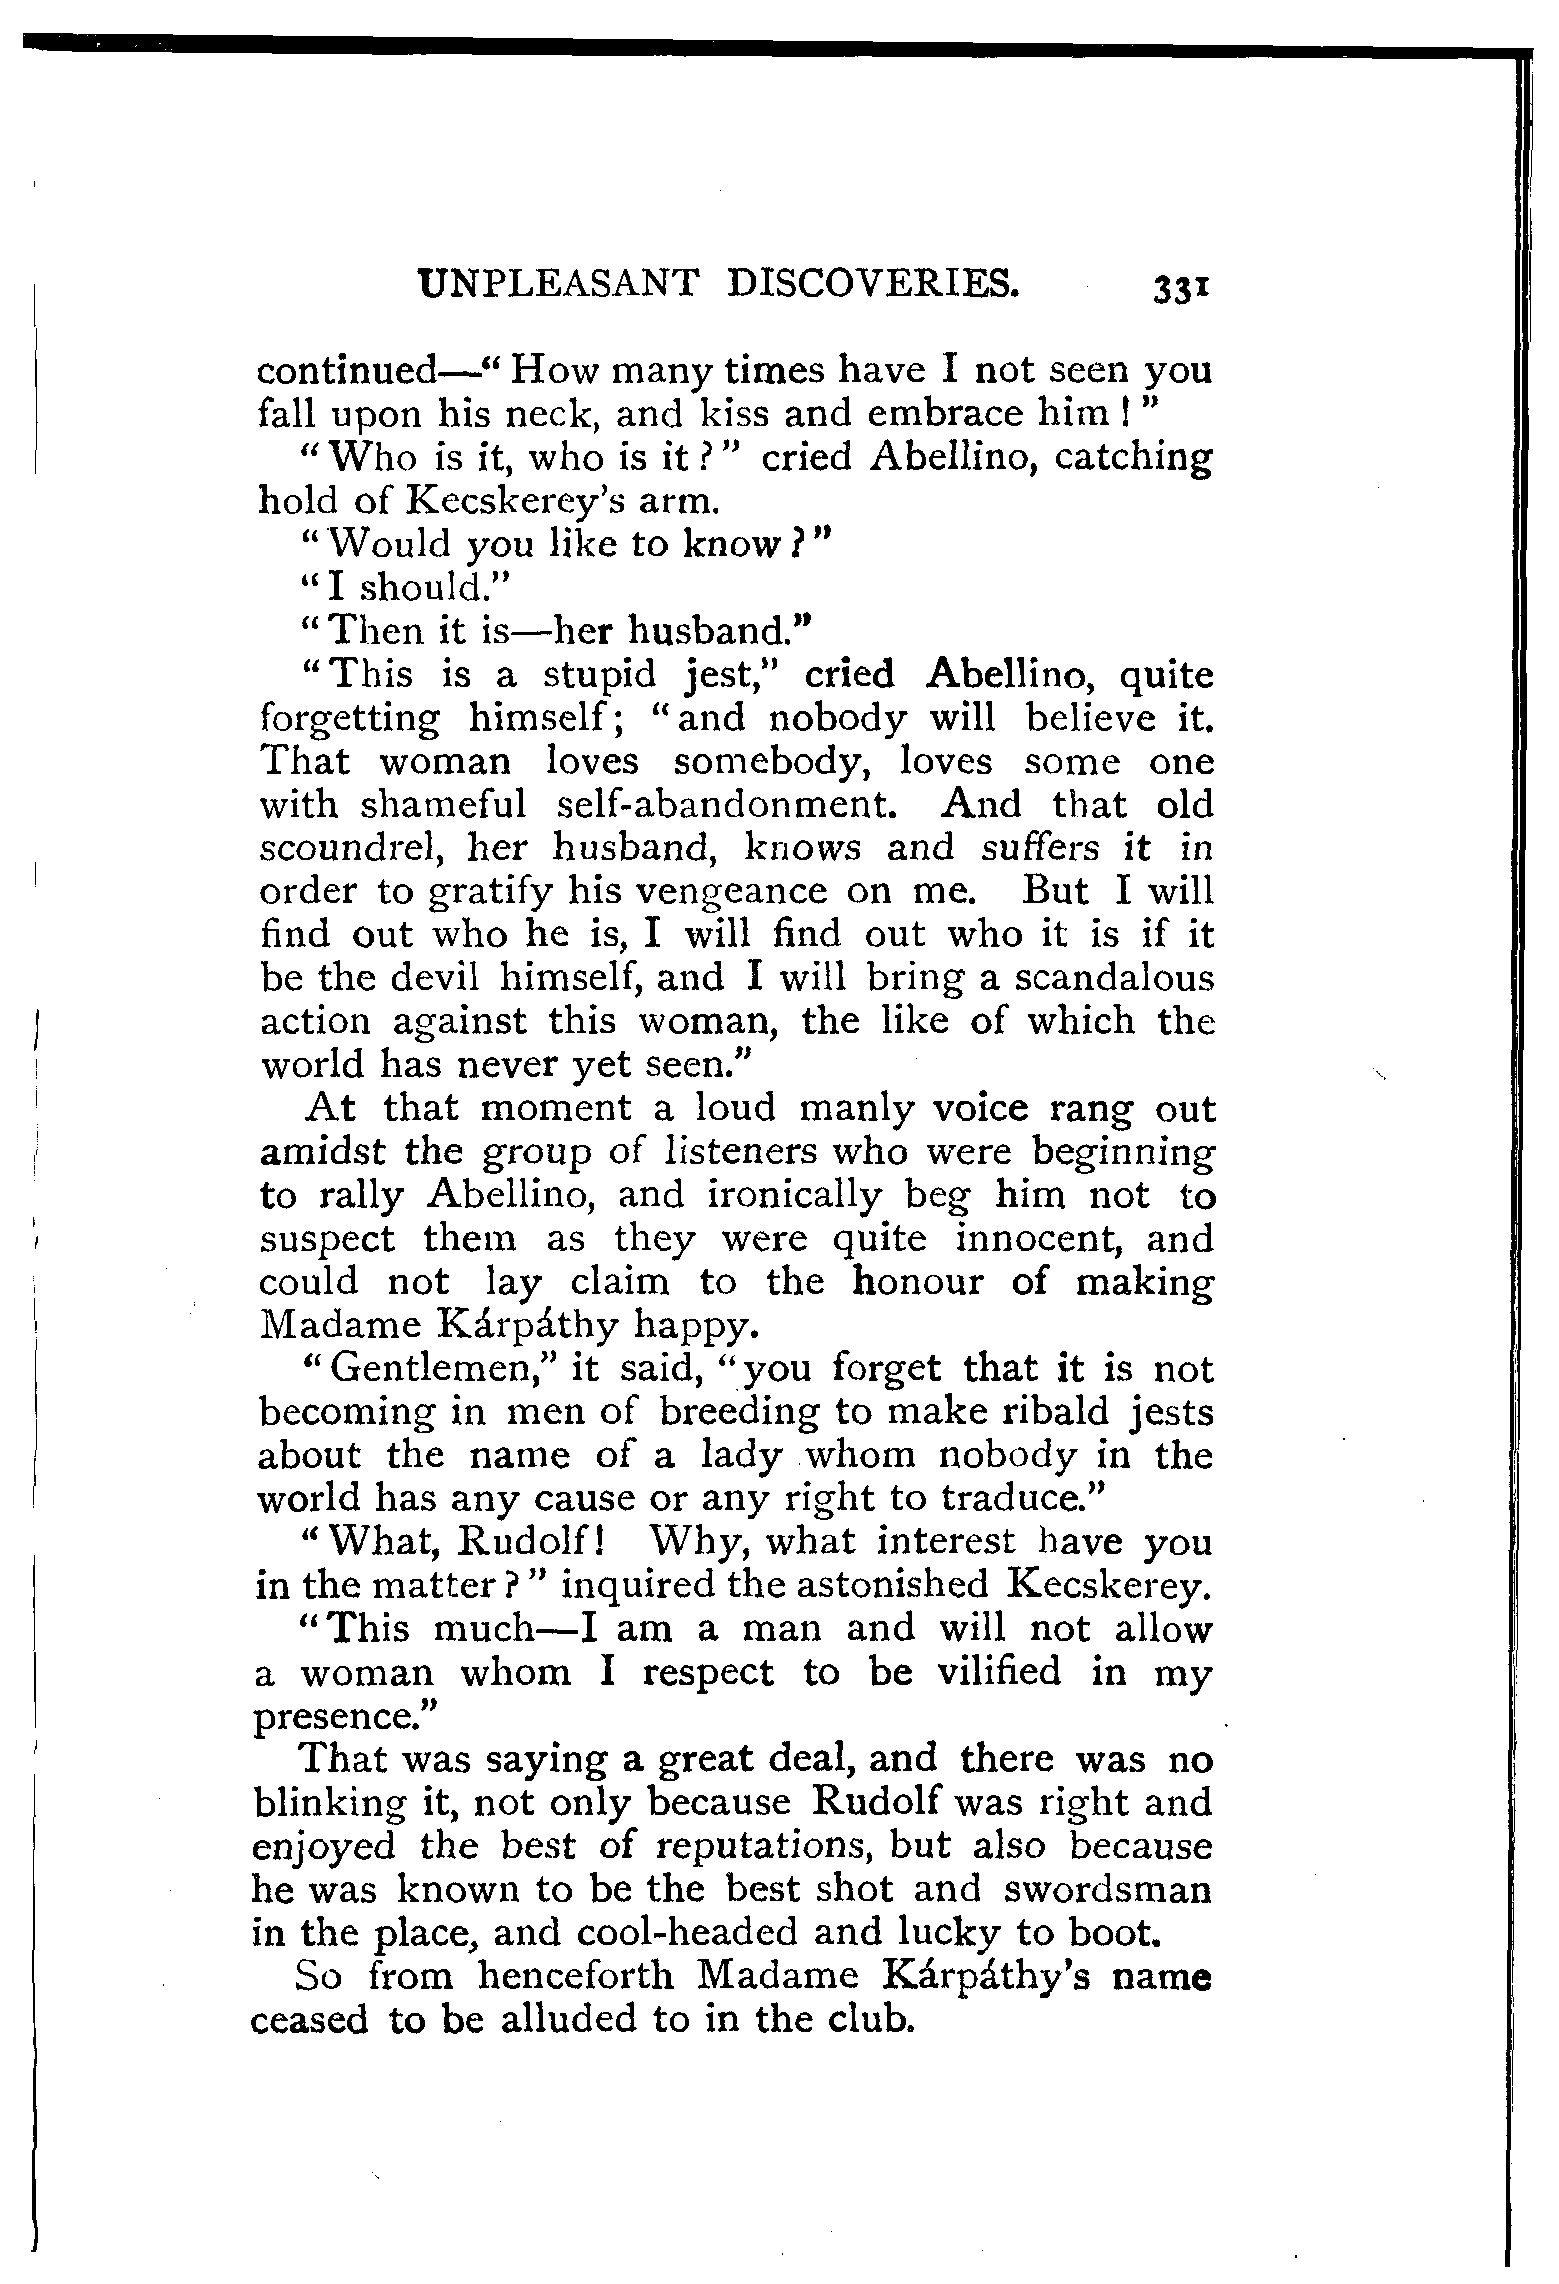 UNPLEASANT DISCOVERIES. 331
continued—“ How many times have I not seen you
fall upon his neck, and kiss and embrace him ! ”
“ Who is it, who is it ? ” cried Abellino, catching
hold of Kecskerey’s arm.
“ Would you like to know ? ”
“ I should.”
“ Then it is—her husband.”
“ This is a stupid jest,” cried Abellino, quite
forgetting himself ; “ and nobody will believe it.
That woman loves somebody, loves some one
with shameful self-abandonment. And that old
scoundrel, her husband, knows and suffers it in
order to gratify his vengeance on me. But I will
find out who he is, I will find out who it is if it
be the devil himself, and I will bring a scandalous
action against this woman, the like of which the
world has never yet seen.”
At that moment a loud manly voice rang out
amidst the group of listeners who were beginning
to rally Abellino, and ironically beg him not to
suspect them as they were quite innocent, and
could not lay claim to the honour of making
Madame Kárpáthy happy.
“ Gentlemen,” it said, “ you forget that it is not
becoming in men of breeding to make ribald jests
about the name of a lady whom nobody in the
world has any cause or any right to traduce.”
“ What, Rudolf ! Why, what interest have you
in the matter ? ” inquired the astonished Kecskerey.
“ This much—I am a man and will not allow
a woman whom I respect to be vilified in my
presence.”
That was saying a great deal, and there was no
blinking it, not only because Rudolf was right and
enjoyed the best of reputations, but also because
he was known to be the best shot and swordsman
in the place, and cool-headed and lucky to boot.
So from henceforth Madame Kárpáthy’s name
ceased to be alluded to in the club.